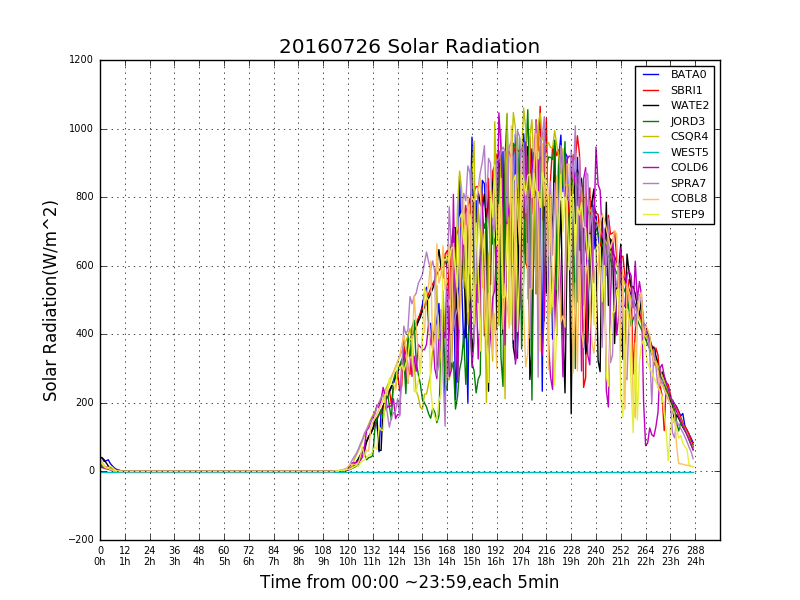 20160726 Solar Radiation
1200
1000
800
600
400
200
0
−200
Solar Radiation(W/m^2)
BATA0
SBRI1
WATE2
JORD3
CSQR4
WEST5
COLD6
SPRA7
COBL8
STEP9
0 12 24 36 48 60 72 84 96 108 120 132 144 156 168 180 192 204 216 228 240 252 264 276 288
0h 1h 2h 3h 4h 5h 6h 7h 8h 9h 10h 11h 12h 13h 14h 15h 16h 17h 18h 19h 20h 21h 22h 23h 24h
Time from 00:00 ~23:59,each 5min